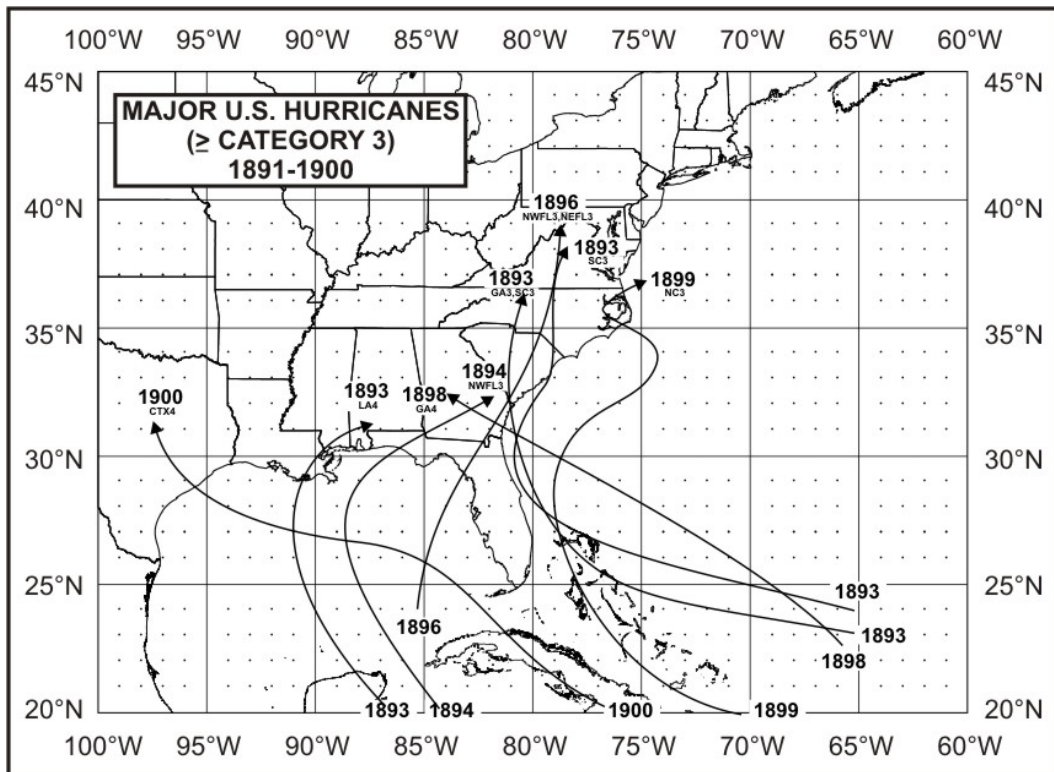 100°W 95°W 90°W 85°W 80°W 75°W 70°W 65°W 60°W
45°N 45°N
MAJOR U.S. HURRICANES
(≥ CATEGORY 3)
1891-1900
40°N 40°N
1896
NWFL3,NEFL3
1893
SC3
1893
GA3,SC3
1899
NC3
35°N 35°N
1900
CTX4
1893
LA4
1898
GA4
1894
NWFL3
30°N 30°N
25°N 25°N
1893
1896
1893
1898
20°N 1893 1894 1900 1899 20°N
100°W 95°W 90°W 85°W 80°W 75°W 70°W 65°W 60°W